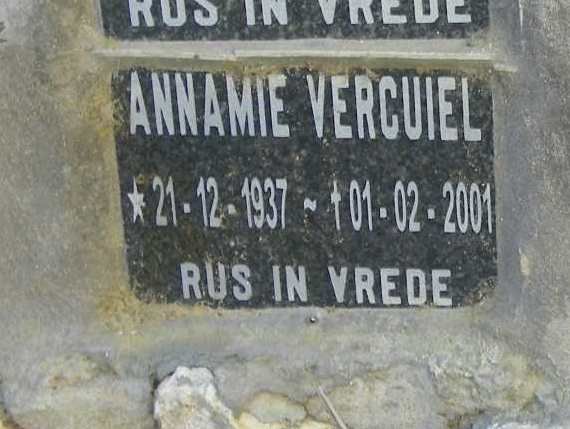 RUS IN VREDE
ANNAMIE VERCUIEL
★ 21-12-1937 ~ † 01-02-2001
RUS IN VREDE